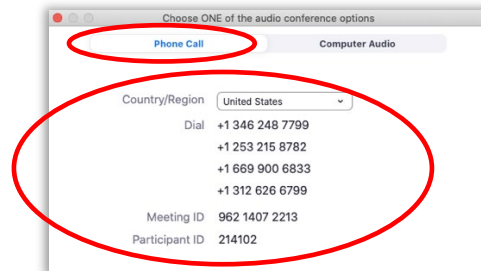 Choose ONE of the audio conference options
Phone Call Computer Audio
Country/Region United States
Dial +1 346 248 7799
+1 253 215 8782
+1 669 900 6833
+1 312 626 6799
Meeting ID 962 1407 2213
Participant ID 214102